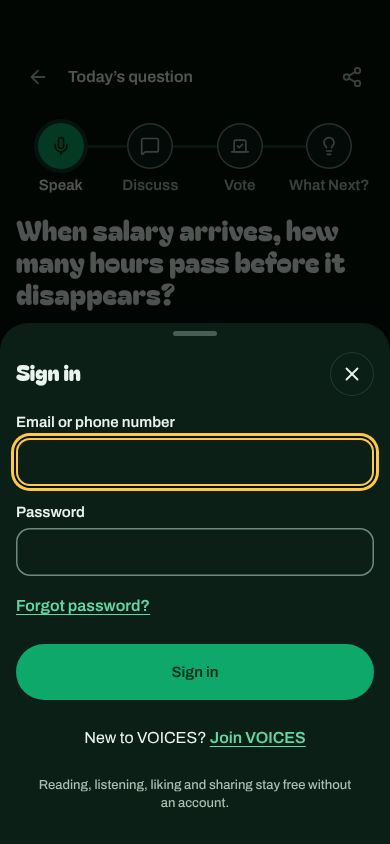 Today's question
Speak
Discuss
Vote
What Next?
When salary arrives, how
many hours pass before it
disappears?
Sign in
Email or phone number
Password
Forgot password?
Sign in
New to VOICES? Join VOICES
Reading, listening, liking and sharing stay free without
an account.